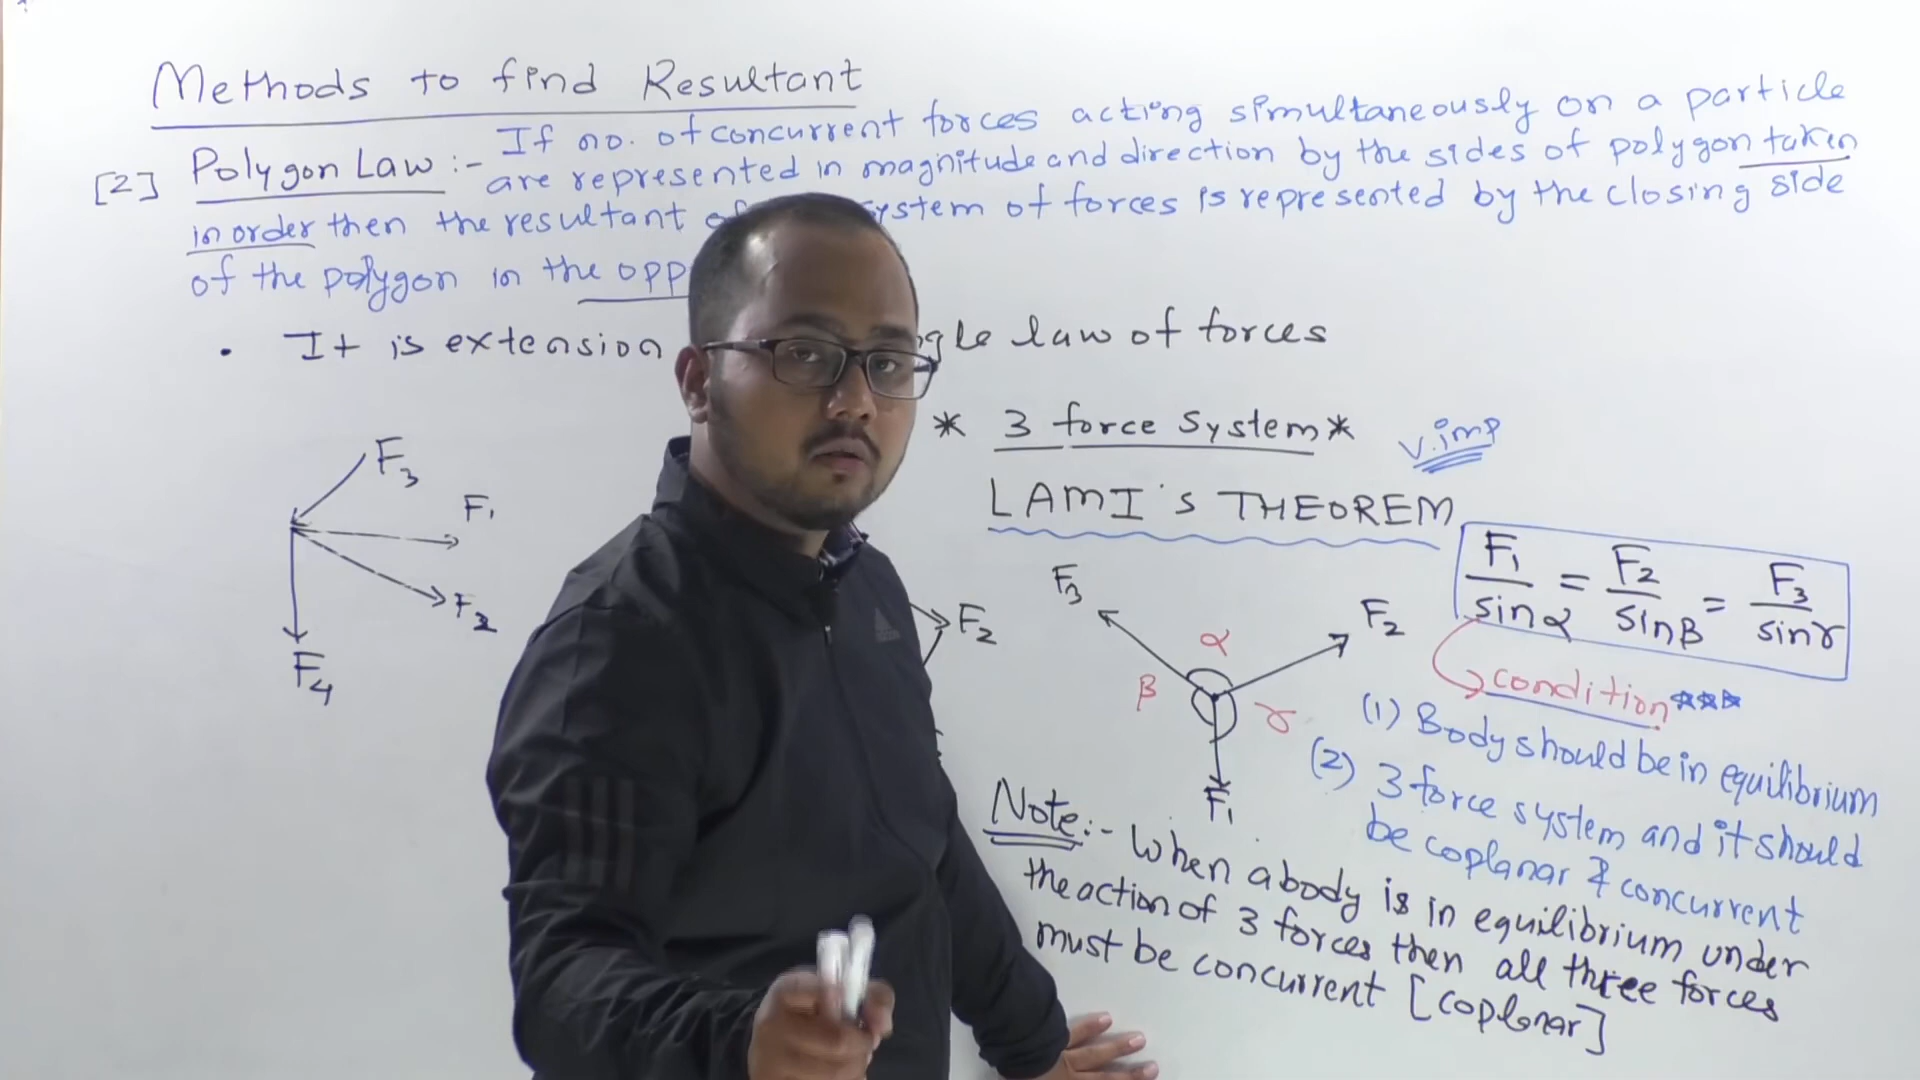 Methods to find Resultant
[2] Polygon Law :- If no. of concurrent forces acting simultaneously on a particle
are represented in magnitude and direction by the sides of polygon taken
in order then the resultant system of forces is represented by the closing side
of the polygon in the opp
• It is extension law of forces
* 3 force System* v.imp
LAMI's THEOREM
F3
F1
F2
F4
F2
F3
F2
α
β
γ
F1
F1/sinα = F2/sinβ = F3/sinγ
condition ***
(1) Body should be in equilibrium
(2) 3 force system and it should
be coplanar & concurrent
Note:- When a body is in equilibrium under
the action of 3 forces then all three forces
must be concurrent [coplanar]